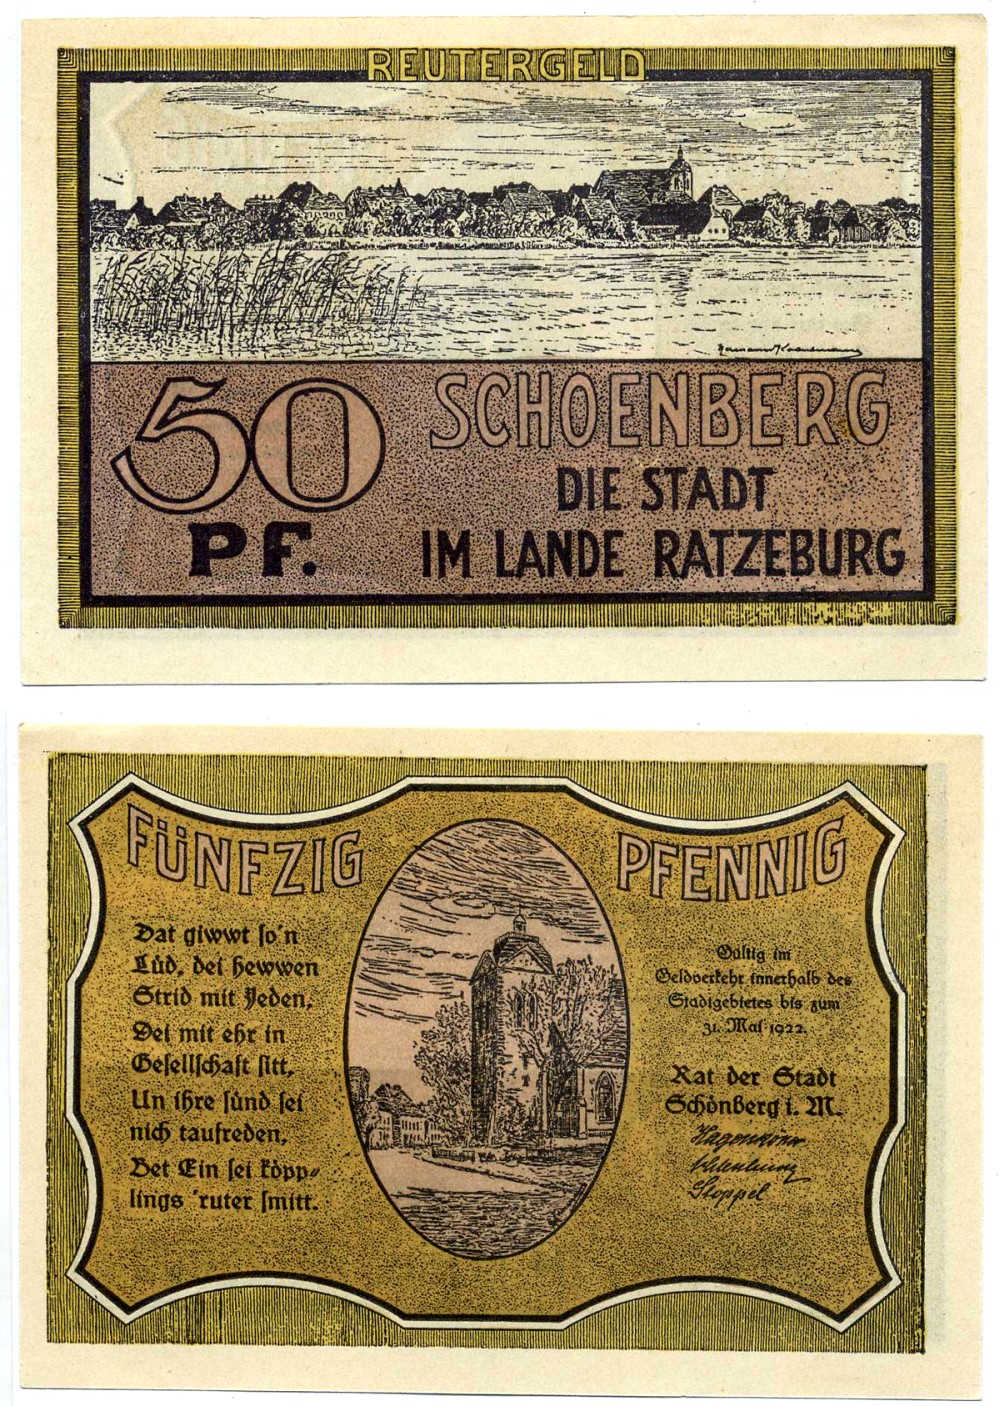 REUTERGELD
50
PF.
SCHOENBERG
DIE STADT
IM LANDE RATZEBURG
FÜNFZIG PFENNIG
Dat giwwt so'n
Lüd, dei hewwen
Strid mit Jeden,
Dei mit ehr in
Gesellschaft sitt,
Un ihre sünd sei
nich taufreden,
Bet Ein sei köpp-
lings 'ruter smitt.
Gültig im
Geldverkehr innerhalb des
Stadtgebietes bis zum
31. Mai 1922.
Rat der Stadt
Schönberg i. M.
Stoppel